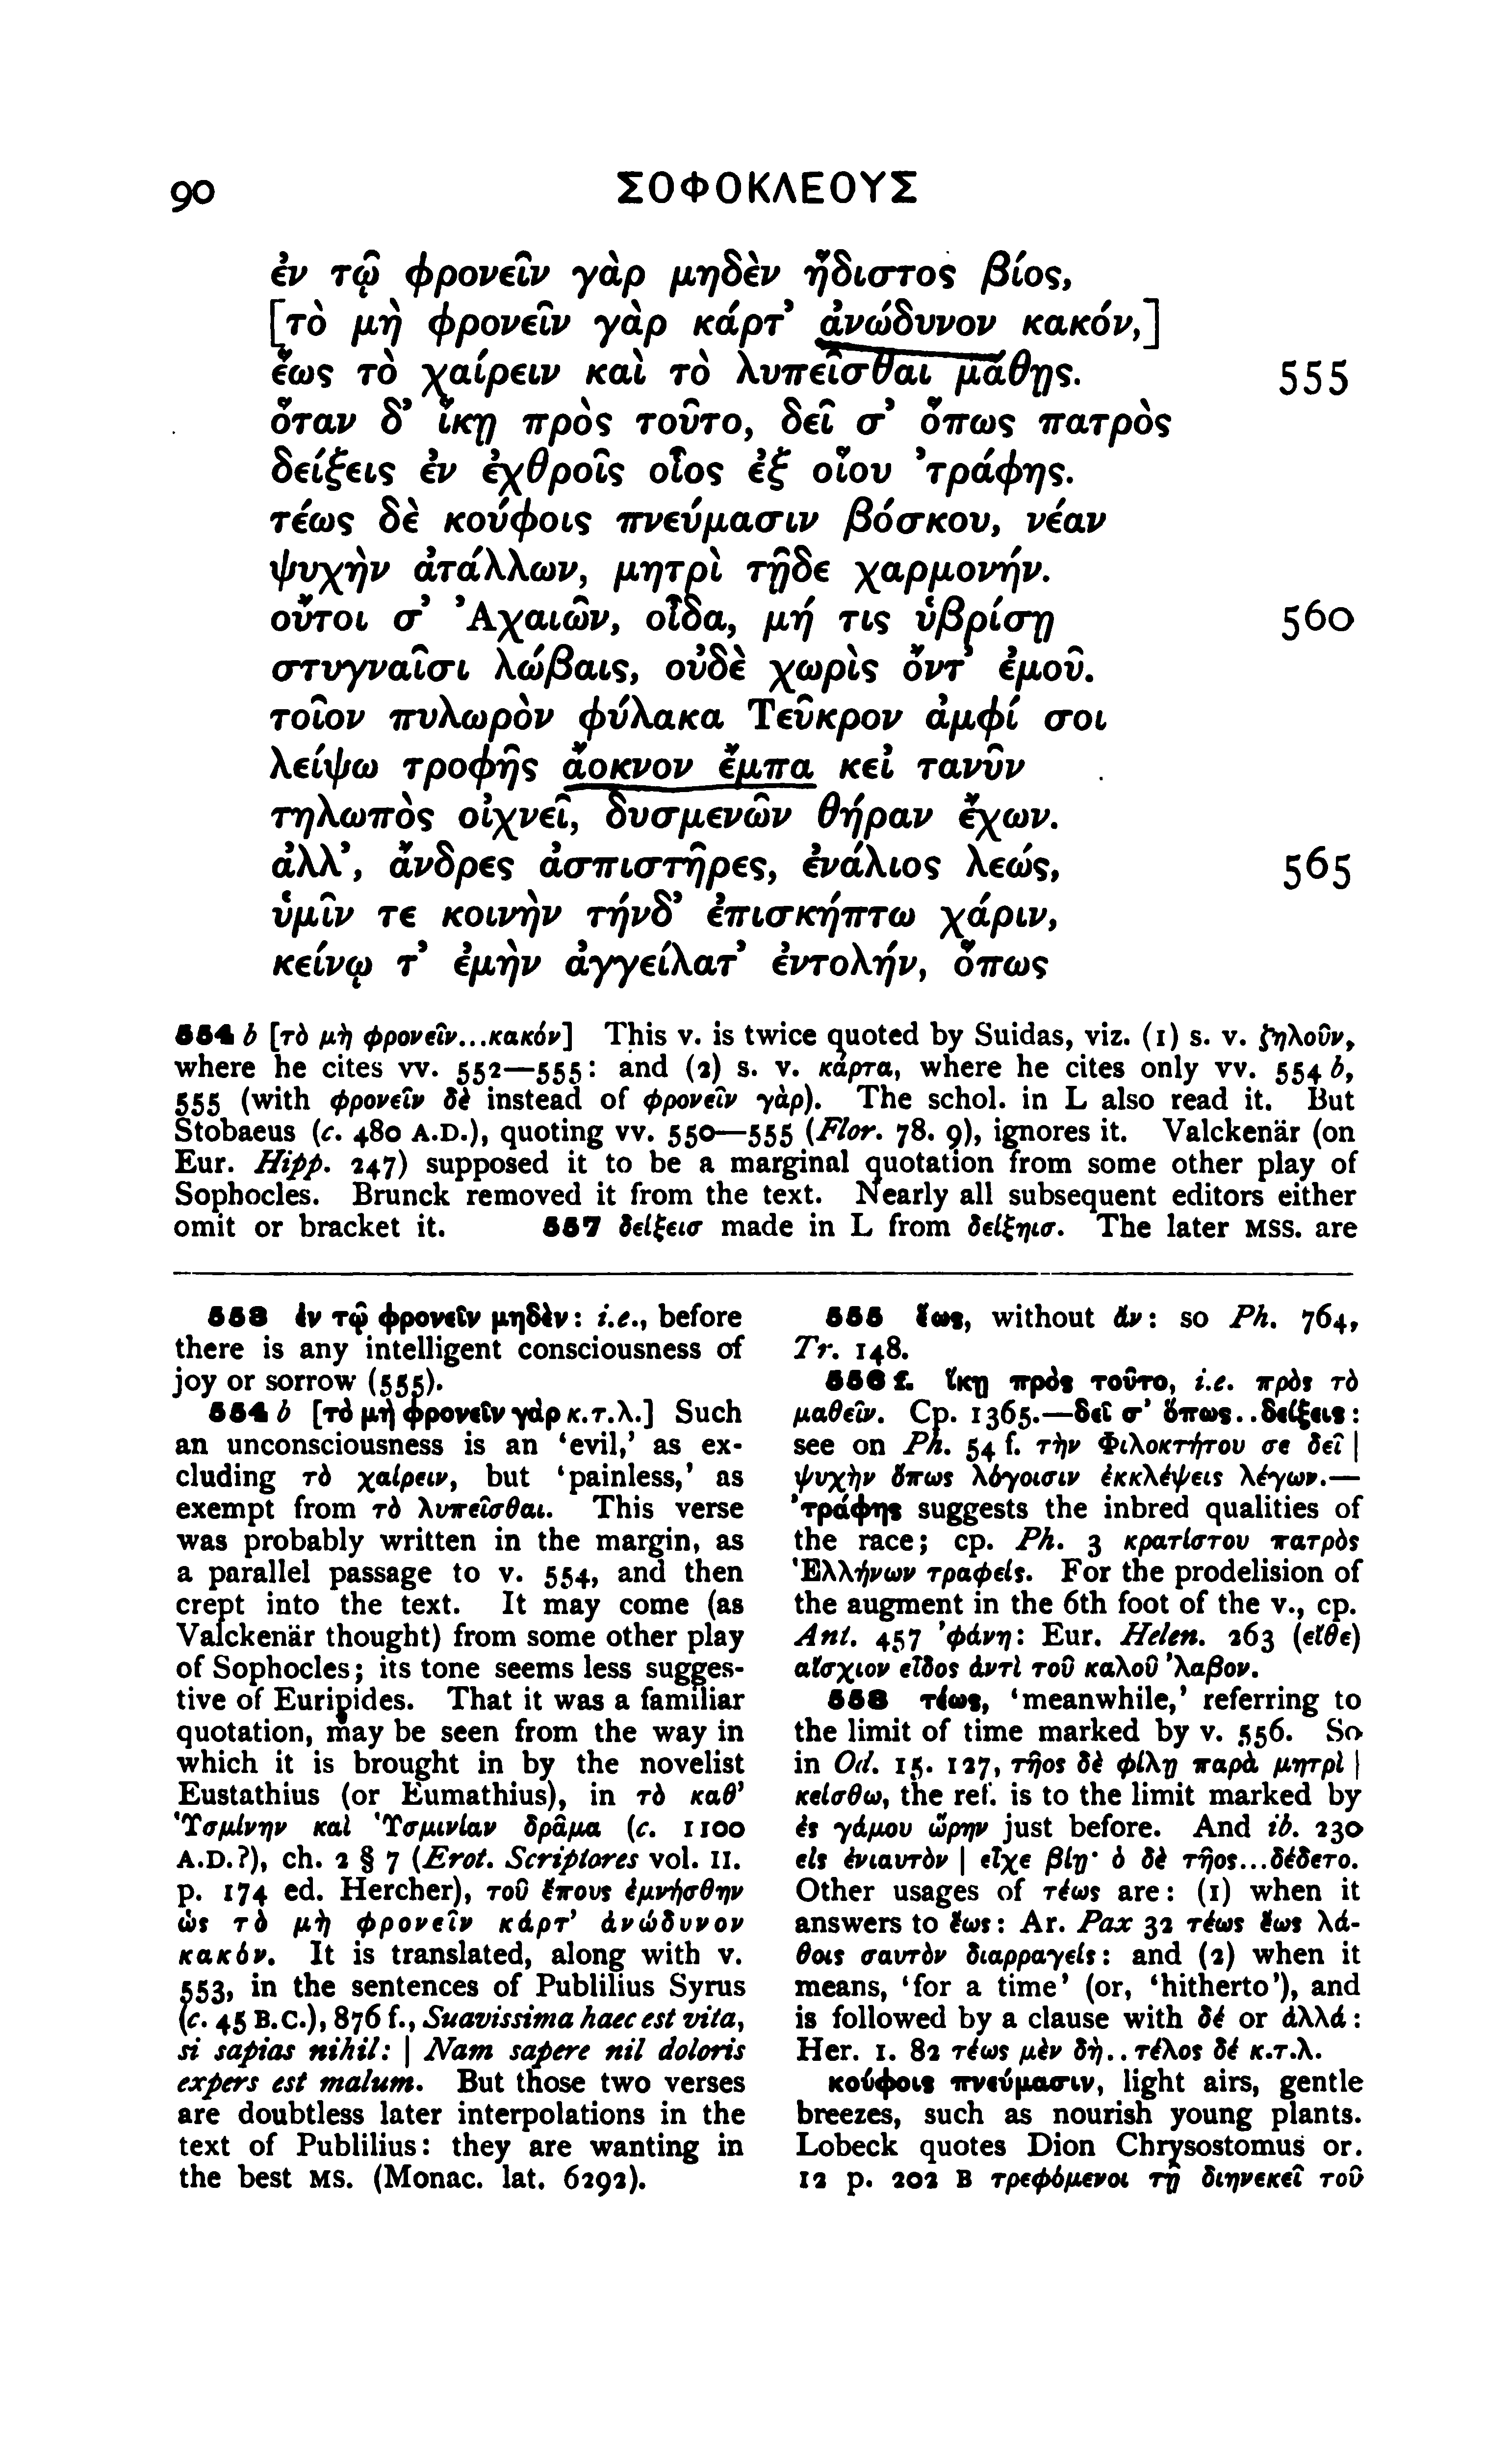 90 ΣΟΦΟΚΛΕΟΥΣ
ἐν τῷ φρονεῖν γὰρ μηδὲν ἥδιστος βίος,
[τὸ μὴ φρονεῖν γὰρ κάρτ' ἀνώδυνον κακόν,]
ἕως τὸ χαίρειν καὶ τὸ λυπεῖσθαι μάθῃς. 555
ὅταν δ' ἵκῃ πρὸς τοῦτο, δεῖ σ' ὅπως πατρὸς
δείξεις ἐν ἐχθροῖς οἷος ἐξ οἵου 'τράφης.
τέως δὲ κούφοις πνεύμασιν βόσκου, νέαν
ψυχὴν ἀτάλλων, μητρὶ τῇδε χαρμονήν.
οὔτοι σ' Ἀχαιῶν, οἶδα, μή τις ὑβρίσῃ 560
στυγναῖσι λώβαις, οὐδὲ χωρὶς ὄντ' ἐμοῦ.
τοῖον πυλωρὸν φύλακα Τεῦκρον ἀμφί σοι
λείψω τροφῆς ἄοκνον ἔμπα κεἰ τανῦν
τηλωπὸς οἰχνεῖ, δυσμενῶν θήραν ἔχων.
ἀλλ', ἄνδρες ἀσπιστῆρες, ἐνάλιος λεώς, 565
ὑμῖν τε κοινὴν τήνδ' ἐπισκήπτω χάριν,
κείνῳ τ' ἐμὴν ἀγγείλατ' ἐντολήν, ὅπως
554 b [τὸ μὴ φρονεῖν...κακόν] This v. is twice quoted by Suidas, viz. (1) s. v. ζηλοῦν,
where he cites vv. 552—555: and (2) s. v. κάρτα, where he cites only vv. 554 b,
555 (with φρονεῖν δὲ instead of φρονεῖν γὰρ). The schol. in L also read it. But
Stobaeus (c. 480 A.D.), quoting vv. 550—555 (Flor. 78. 9), ignores it. Valckenär (on
Eur. Hipp. 247) supposed it to be a marginal quotation from some other play of
Sophocles. Brunck removed it from the text. Nearly all subsequent editors either
omit or bracket it. 557 δείξεισ made in L from δείξηισ. The later MSS. are
553 ἐν τῷ φρονεῖν μηδὲν: i.e., before
there is any intelligent consciousness of
joy or sorrow (555).
554 b [τὸ μὴ φρονεῖν γὰρ κ.τ.λ.] Such
an unconsciousness is an 'evil,' as ex-
cluding τὸ χαίρειν, but 'painless,' as
exempt from τὸ λυπεῖσθαι. This verse
was probably written in the margin, as
a parallel passage to v. 554, and then
crept into the text. It may come (as
Valckenär thought) from some other play
of Sophocles; its tone seems less sugges-
tive of Euripides. That it was a familiar
quotation, may be seen from the way in
which it is brought in by the novelist
Eustathius (or Eumathius), in τὸ καθ'
Ὑσμίνην καὶ Ὑσμινίαν δρᾶμα (c. 1100
A.D.?), ch. 2 § 7 (Erot. Scriptores vol. II.
p. 174 ed. Hercher), τοῦ ἔπους ἐμνήσθην
ὡς τὸ μὴ φρονεῖν κάρτ' ἀνώδυνον
κακόν. It is translated, along with v.
553, in the sentences of Publilius Syrus
(c. 45 B.C.), 876 f., Suavissima haec est vita,
si sapias nihil: | Nam sapere nil doloris
expers est malum. But those two verses
are doubtless later interpolations in the
text of Publilius: they are wanting in
the best MS. (Monac. lat. 6292).
555 ἕως, without ἄν: so Ph. 764,
Tr. 148.
556 f. ἵκῃ πρὸς τοῦτο, i.e. πρὸς τὸ
μαθεῖν. Cp. 1365.—δεῖ σ' ὅπως..δείξεις:
see on Ph. 54 f. τὴν Φιλοκτήτου σε δεῖ |
ψυχὴν ὅπως λόγοισιν ἐκκλέψεις λέγων.—
'τράφης suggests the inbred qualities of
the race; cp. Ph. 3 κρατίστου πατρὸς
Ἑλλήνων τραφείς. For the prodelision of
the augment in the 6th foot of the v., cp.
Ant. 457 'φάνη: Eur. Helen. 263 (εἴθε)
αἴσχιον εἶδος ἀντὶ τοῦ καλοῦ 'λαβον.
558 τέως, 'meanwhile,' referring to
the limit of time marked by v. 556. So
in Od. 15. 127, τῆος δὲ φίλῃ παρὰ μητρὶ |
κείσθω, the ref. is to the limit marked by
ἐς γάμου ὥρην just before. And ib. 230
εἰς ἐνιαυτὸν | εἶχε βίῃ· ὁ δὲ τῆος...δέδετο.
Other usages of τέως are: (1) when it
answers to ἕως: Ar. Pax 32 τέως ἕως λά-
θοις σαυτὸν διαρραγείς: and (2) when it
means, 'for a time' (or, 'hitherto'), and
is followed by a clause with δέ or ἀλλά:
Her. 1. 82 τέως μὲν δὴ..τέλος δέ κ.τ.λ.
κούφοις πνεύμασιν, light airs, gentle
breezes, such as nourish young plants.
Lobeck quotes Dion Chrysostomus or.
12 p. 202 B τρεφόμενοι τῇ διηνεκεῖ τοῦ